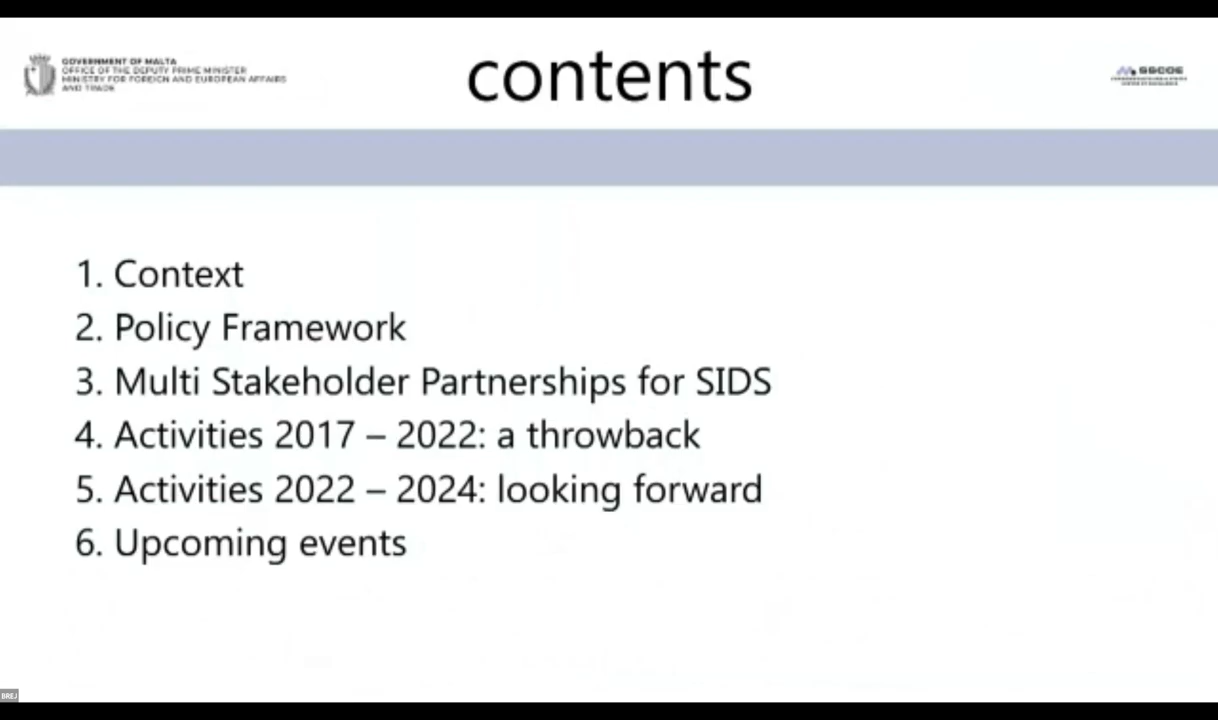 GOVERNMENT OF MALTA
OFFICE OF THE DEPUTY PRIME MINISTER
MINISTRY FOR FOREIGN AND EUROPEAN AFFAIRS
AND TRADE
contents
SSCOE
1. Context
2. Policy Framework
3. Multi Stakeholder Partnerships for SIDS
4. Activities 2017 – 2022: a throwback
5. Activities 2022 – 2024: looking forward
6. Upcoming events
BREJ